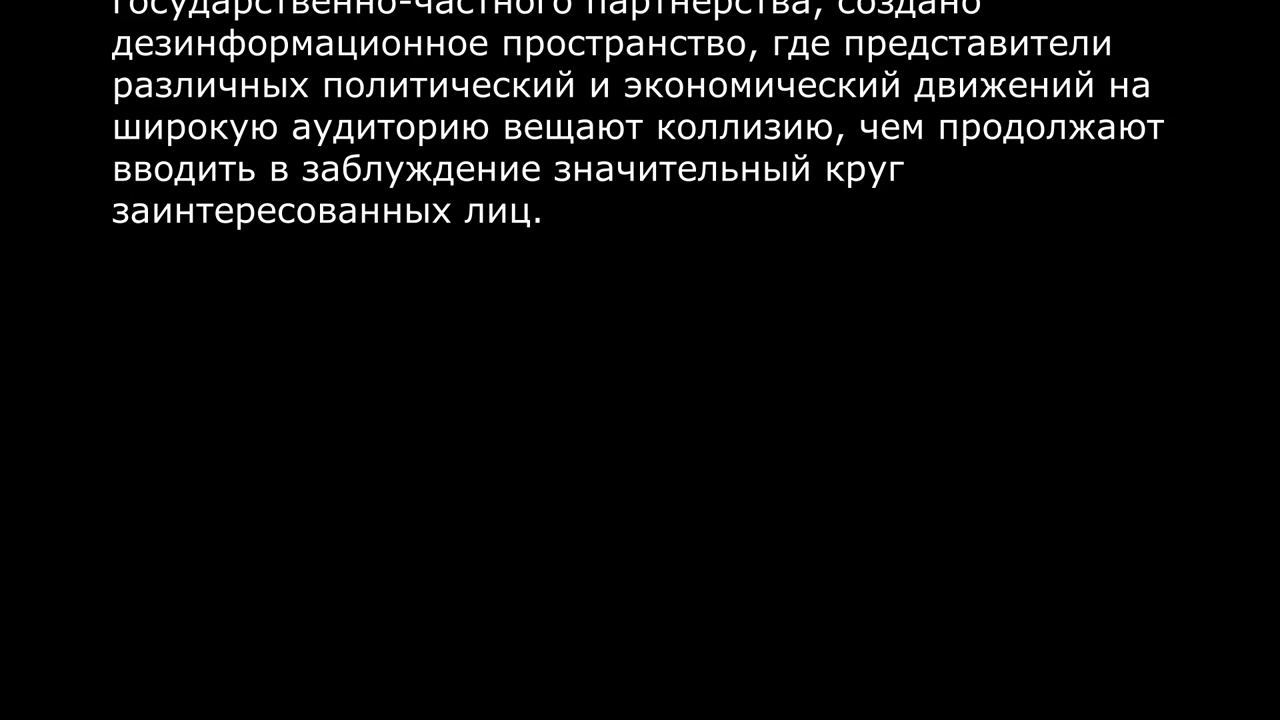 государственно-частного партнерства, создано
дезинформационное пространство, где представители
различных политический и экономический движений на
широкую аудиторию вещают коллизию, чем продолжают
вводить в заблуждение значительный круг
заинтересованных лиц.